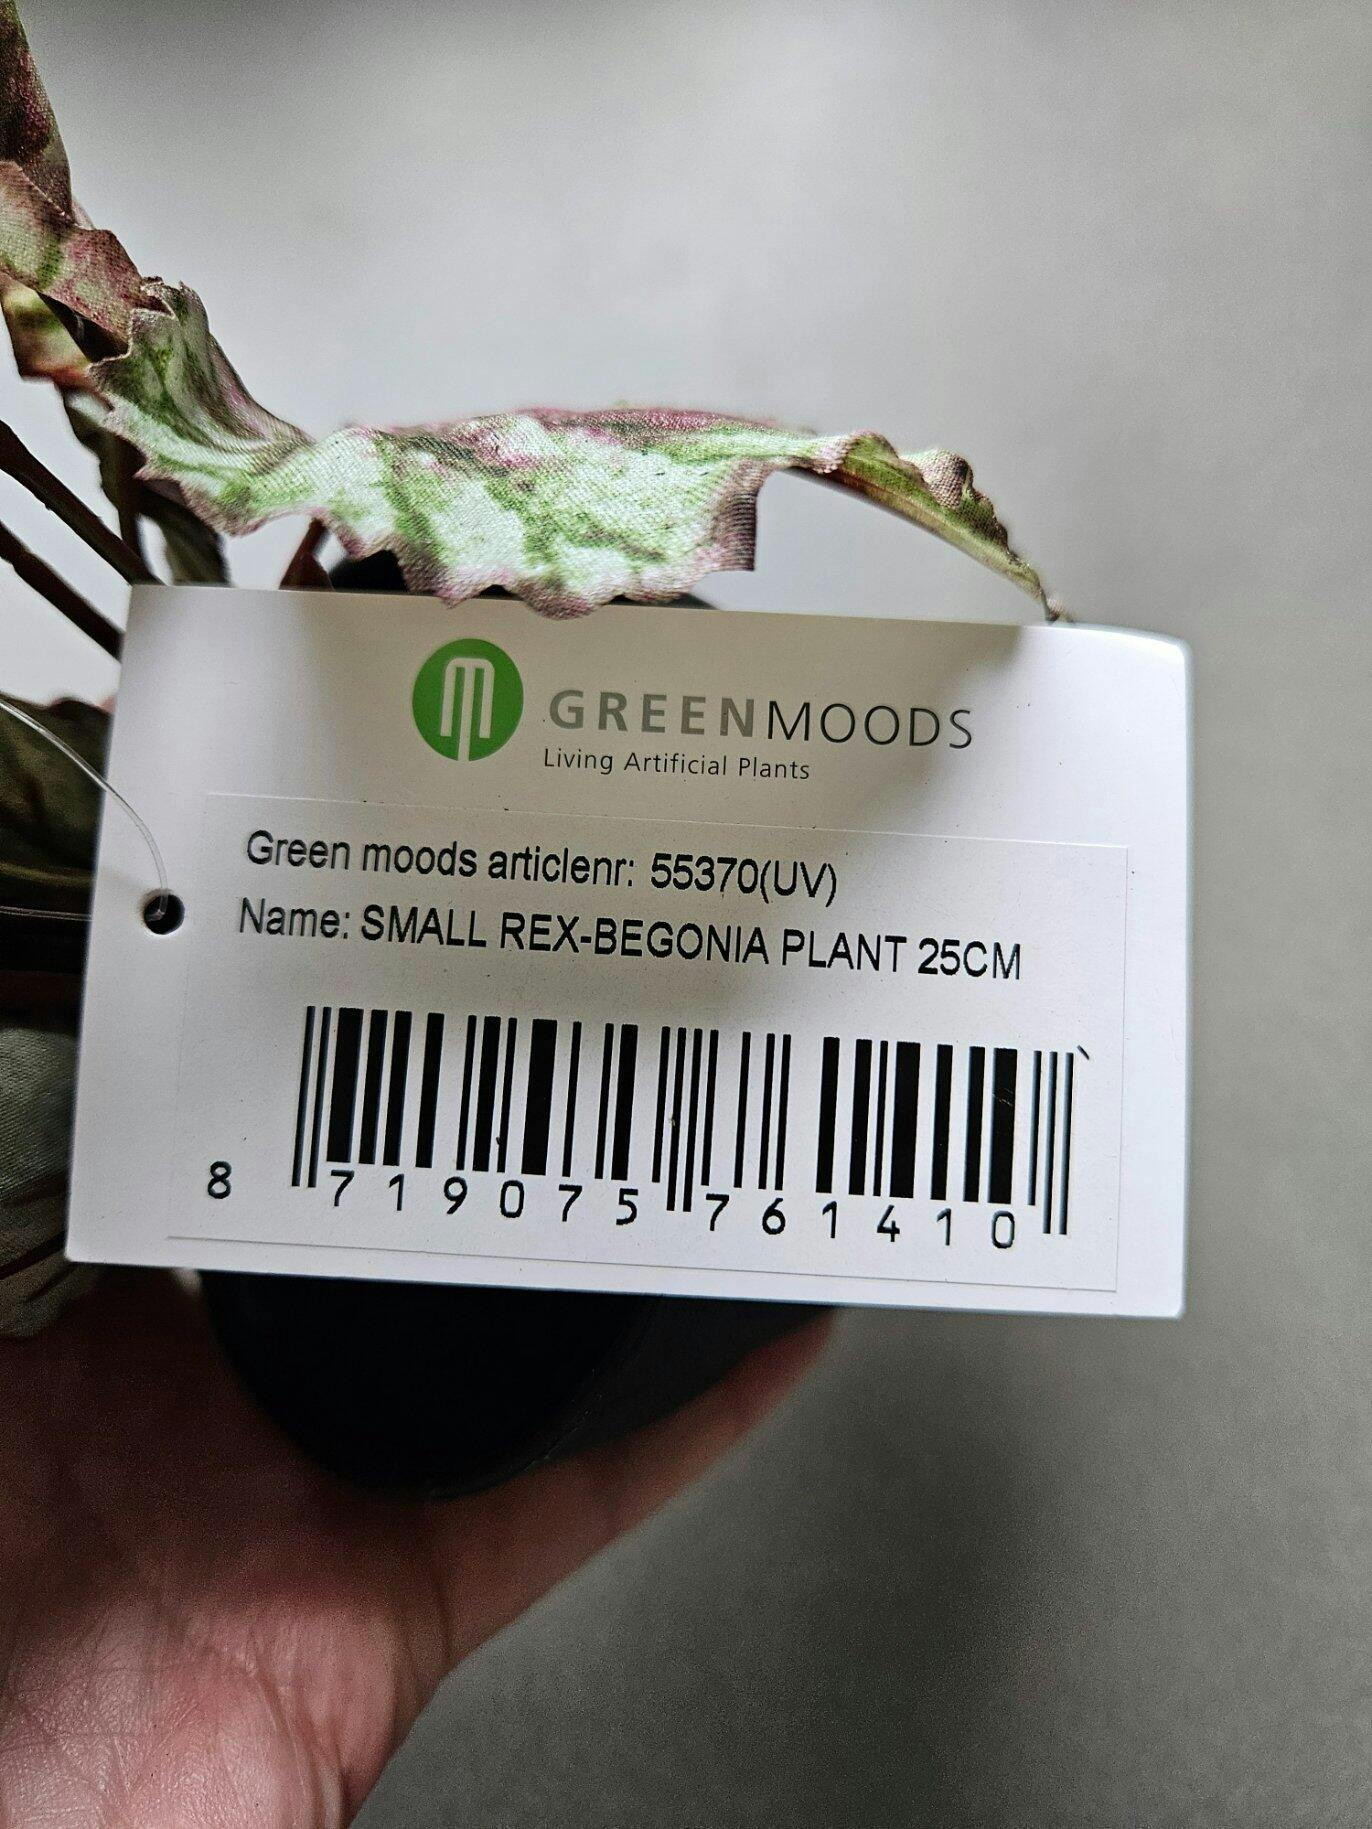 GREENMOODS
Living Artificial Plants
Green moods articlenr: 55370(UV)
Name: SMALL REX-BEGONIA PLANT 25CM
8 719075 761410